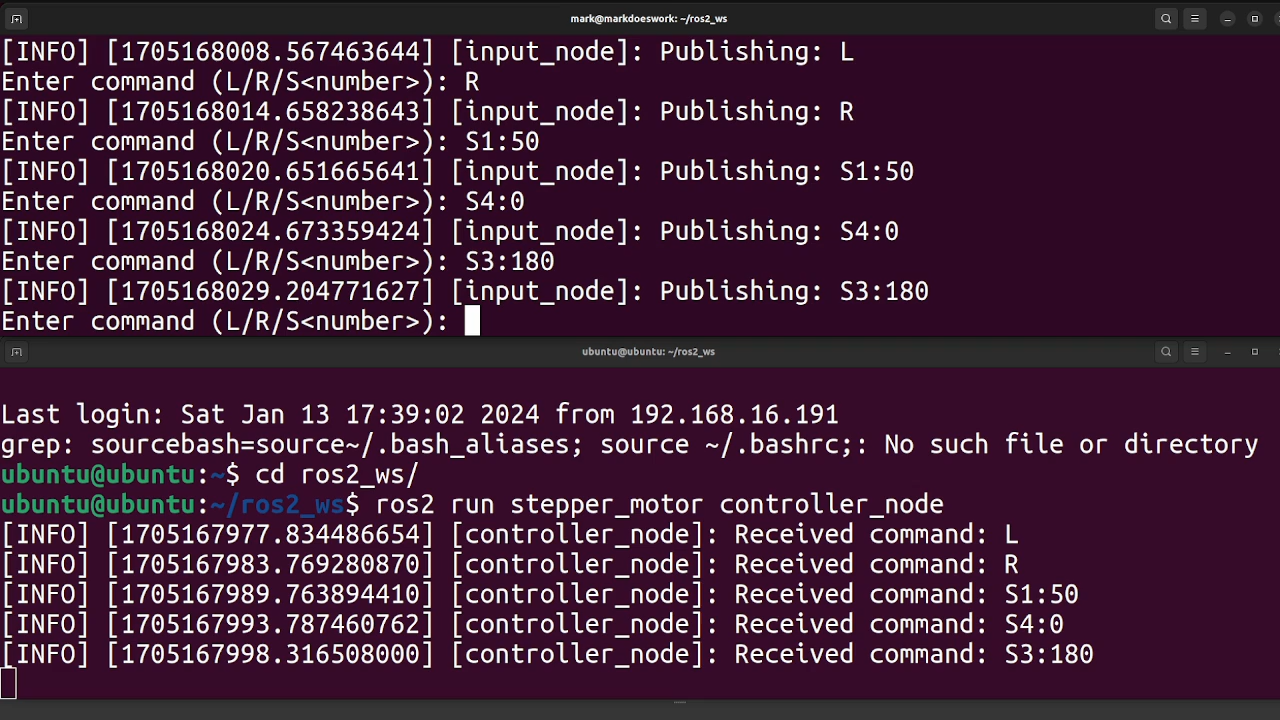 mark@markdoeswork: ~/ros2_ws
[INFO] [1705168008.567463644] [input_node]: Publishing: L
Enter command (L/R/S<number>): R
[INFO] [1705168014.658238643] [input_node]: Publishing: R
Enter command (L/R/S<number>): S1:50
[INFO] [1705168020.651665641] [input_node]: Publishing: S1:50
Enter command (L/R/S<number>): S4:0
[INFO] [1705168024.673359424] [input_node]: Publishing: S4:0
Enter command (L/R/S<number>): S3:180
[INFO] [1705168029.204771627] [input_node]: Publishing: S3:180
Enter command (L/R/S<number>):
ubuntu@ubuntu: ~/ros2_ws
Last login: Sat Jan 13 17:39:02 2024 from 192.168.16.191
grep: sourcebash=source~/.bash_aliases; source ~/.bashrc;: No such file or directory
ubuntu@ubuntu:~$ cd ros2_ws/
ubuntu@ubuntu:~/ros2_ws$ ros2 run stepper_motor controller_node
[INFO] [1705167977.834486654] [controller_node]: Received command: L
[INFO] [1705167983.769280870] [controller_node]: Received command: R
[INFO] [1705167989.763894410] [controller_node]: Received command: S1:50
[INFO] [1705167993.787460762] [controller_node]: Received command: S4:0
[INFO] [1705167998.316508000] [controller_node]: Received command: S3:180